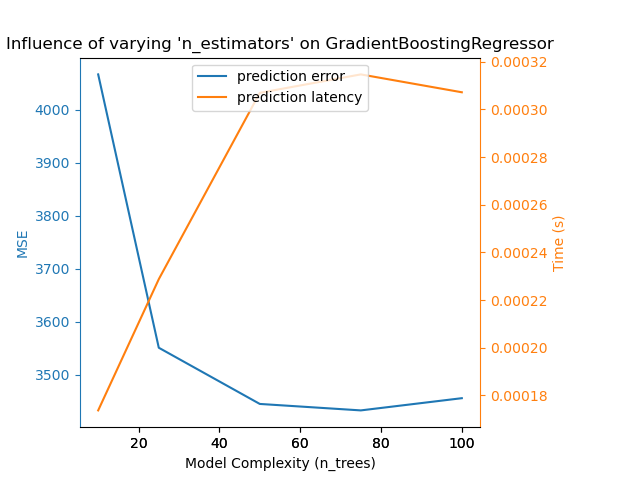 Influence of varying 'n_estimators' on GradientBoostingRegressor
prediction error
prediction latency
4000
3900
3800
3700
3600
3500
MSE
0.00032
0.00030
0.00028
0.00026
0.00024
0.00022
0.00020
0.00018
Time (s)
20 40 60 80 100
Model Complexity (n_trees)